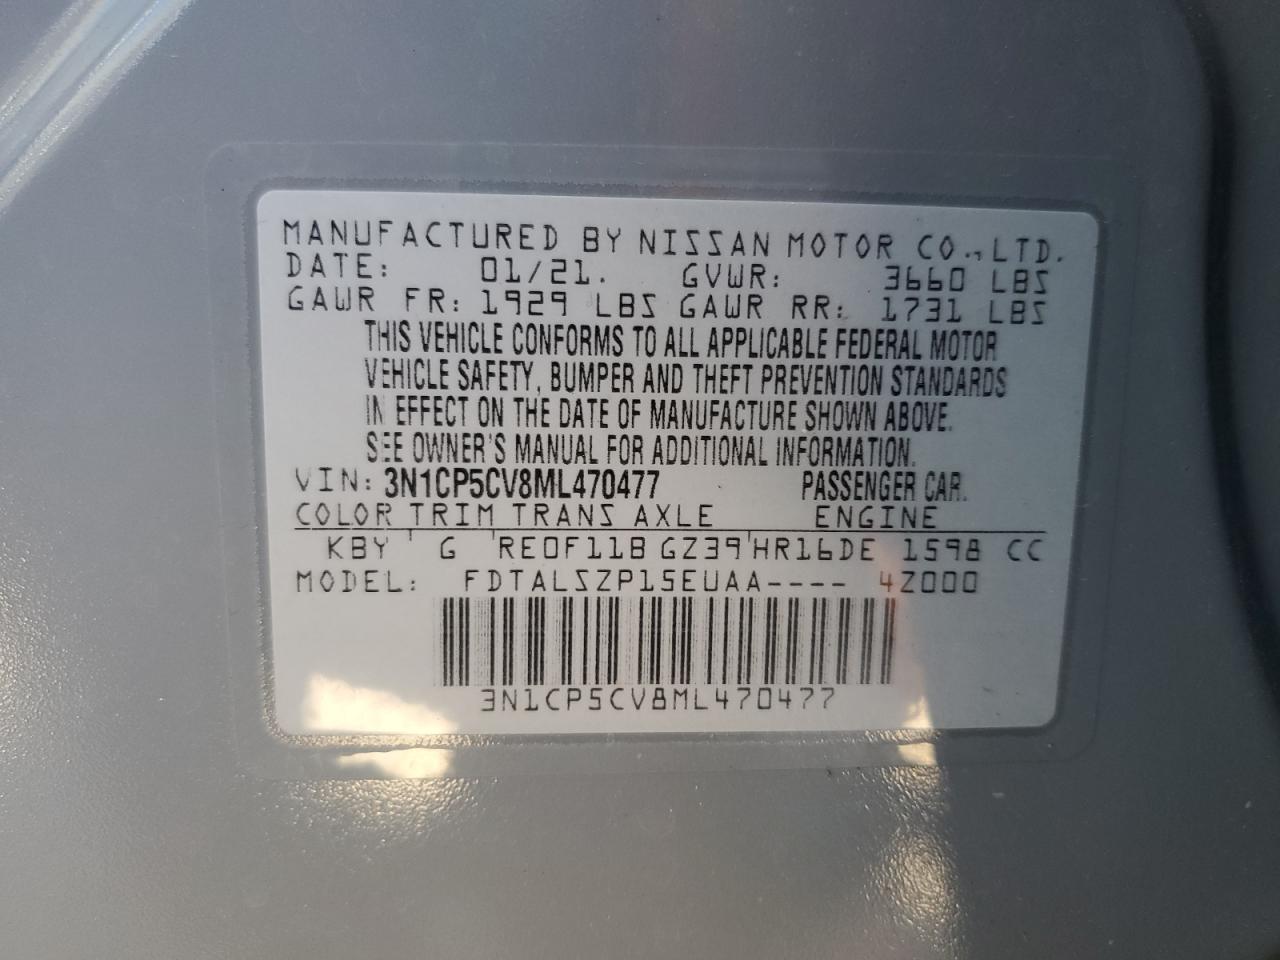 MANUFACTURED BY NISSAN MOTOR CO., LTD.
DATE: 01/21. GVWR: 3660 LBS
GAWR FR: 1929 LBS GAWR RR: 1731 LBS
THIS VEHICLE CONFORMS TO ALL APPLICABLE FEDERAL MOTOR
VEHICLE SAFETY, BUMPER AND THEFT PREVENTION STANDARDS
IN EFFECT ON THE DATE OF MANUFACTURE SHOWN ABOVE.
SEE OWNER'S MANUAL FOR ADDITIONAL INFORMATION.
VIN: 3N1CP5CV8ML470477 PASSENGER CAR.
COLOR TRIM TRANS AXLE ENGINE
KBY ' G ' RE0F11B GZ39 ' HR16DE 1598 CC
MODEL: FDTALSZP15EUAA---- 4Z000
3N1CP5CV8ML470477